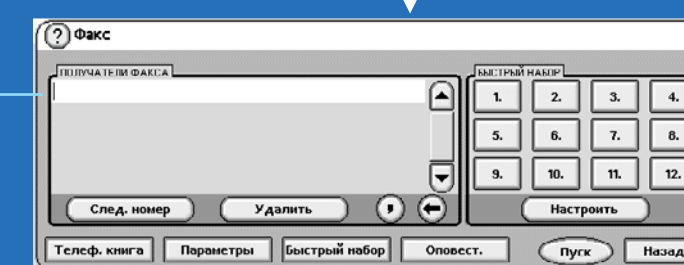 ? Факс
ПОЛУЧАТЕЛИ ФАКСА
БЫСТРЫЙ НАБОР
1. 2. 3. 4.
5. 6. 7. 8.
9. 10. 11. 12.
След. номер Удалить , Настроить
Телеф. книга Параметры Быстрый набор Оповест. Пуск Назад